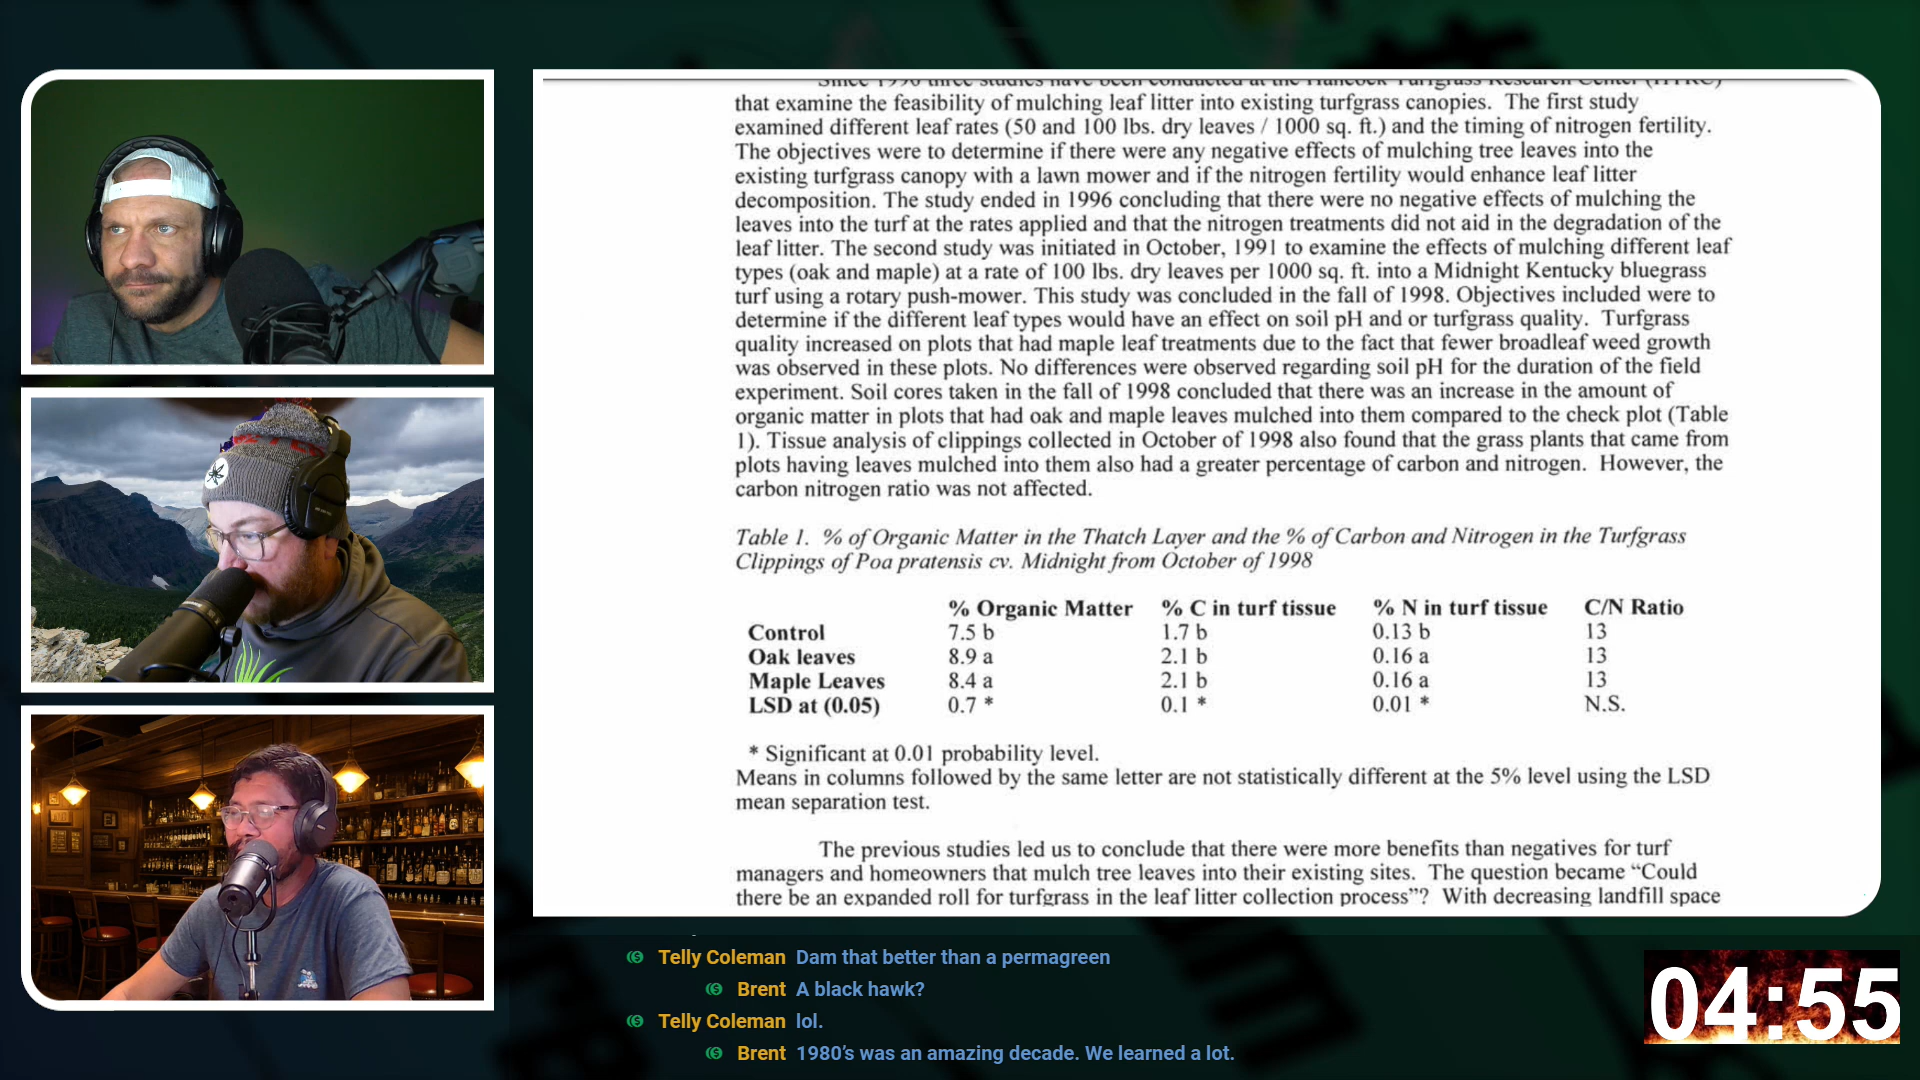 Since 1990 three studies have been conducted at the Hancock Turfgrass Research Center (HTRC)
that examine the feasibility of mulching leaf litter into existing turfgrass canopies. The first study
examined different leaf rates (50 and 100 lbs. dry leaves / 1000 sq. ft.) and the timing of nitrogen fertility.
The objectives were to determine if there were any negative effects of mulching tree leaves into the
existing turfgrass canopy with a lawn mower and if the nitrogen fertility would enhance leaf litter
decomposition. The study ended in 1996 concluding that there were no negative effects of mulching the
leaves into the turf at the rates applied and that the nitrogen treatments did not aid in the degradation of the
leaf litter. The second study was initiated in October, 1991 to examine the effects of mulching different leaf
types (oak and maple) at a rate of 100 lbs. dry leaves per 1000 sq. ft. into a Midnight Kentucky bluegrass
turf using a rotary push-mower. This study was concluded in the fall of 1998. Objectives included were to
determine if the different leaf types would have an effect on soil pH and or turfgrass quality. Turfgrass
quality increased on plots that had maple leaf treatments due to the fact that fewer broadleaf weed growth
was observed in these plots. No differences were observed regarding soil pH for the duration of the field
experiment. Soil cores taken in the fall of 1998 concluded that there was an increase in the amount of
organic matter in plots that had oak and maple leaves mulched into them compared to the check plot (Table
1). Tissue analysis of clippings collected in October of 1998 also found that the grass plants that came from
plots having leaves mulched into them also had a greater percentage of carbon and nitrogen. However, the
carbon nitrogen ratio was not affected.
Table 1. % of Organic Matter in the Thatch Layer and the % of Carbon and Nitrogen in the Turfgrass
Clippings of Poa pratensis cv. Midnight from October of 1998
% Organic Matter % C in turf tissue % N in turf tissue C/N Ratio
Control 7.5 b 1.7 b 0.13 b 13
Oak leaves 8.9 a 2.1 b 0.16 a 13
Maple Leaves 8.4 a 2.1 b 0.16 a 13
LSD at (0.05) 0.7 * 0.1 * 0.01 * N.S.
* Significant at 0.01 probability level.
Means in columns followed by the same letter are not statistically different at the 5% level using the LSD
mean separation test.
The previous studies led us to conclude that there were more benefits than negatives for turf
managers and homeowners that mulch tree leaves into their existing sites. The question became “Could
there be an expanded roll for turfgrass in the leaf litter collection process”? With decreasing landfill space
Telly Coleman Dam that better than a permagreen
Brent A black hawk?
Telly Coleman lol.
Brent 1980’s was an amazing decade. We learned a lot.
04:55